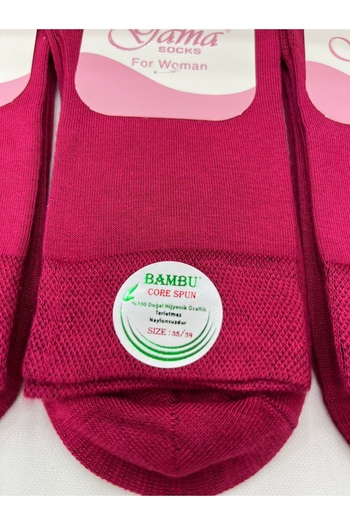 Gama
SOCKS
For Woman
BAMBU
CORE SPUN
%100 Doğal Hijyenik Özellik
Terletmez
Naylonsuzdur
SIZE : 35/39